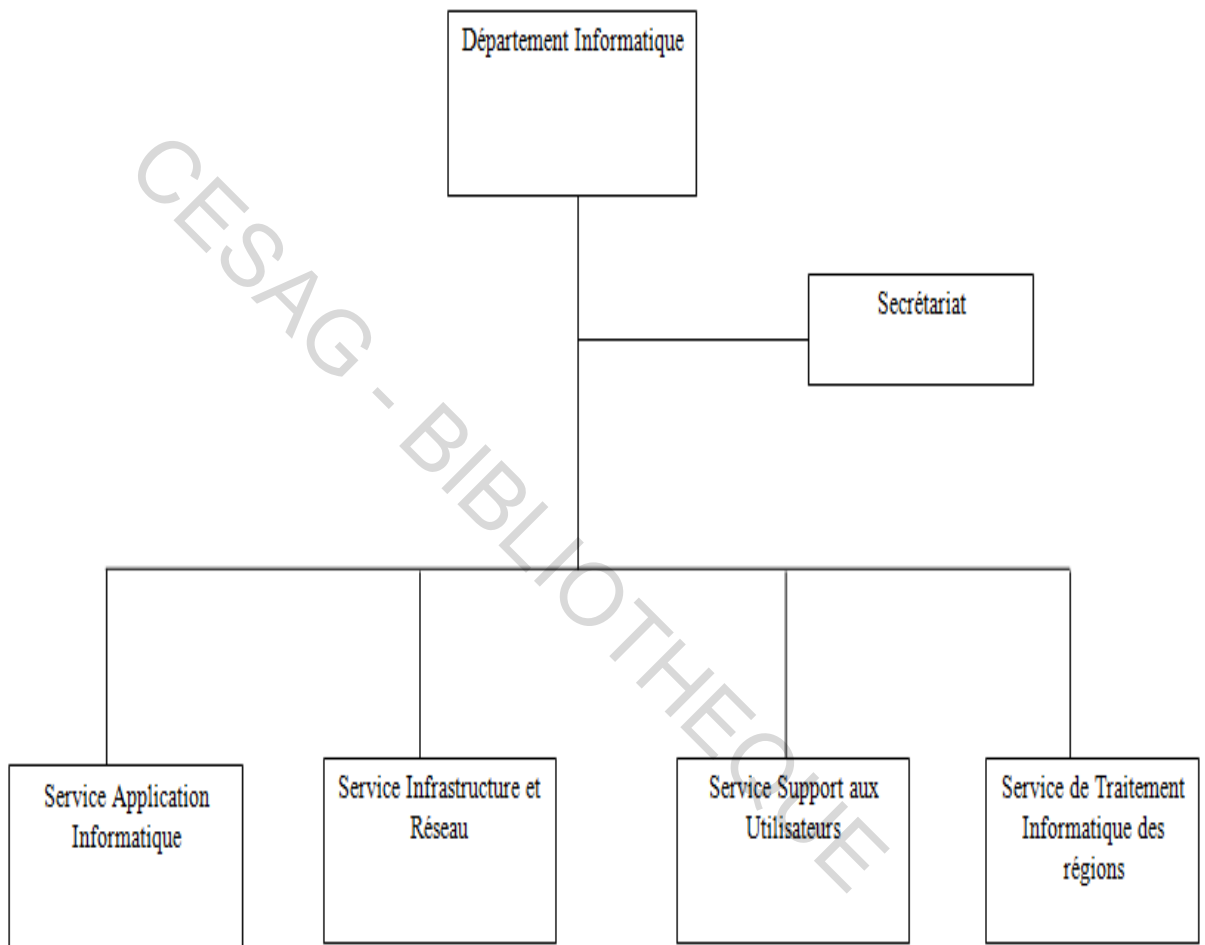 Département Informatique
Secrétariat
Service Application
Informatique
Service Infrastructure et
Réseau
Service Support aux
Utilisateurs
Service de Traitement
Informatique des
régions
CESAG - BIBLIOTHEQUE